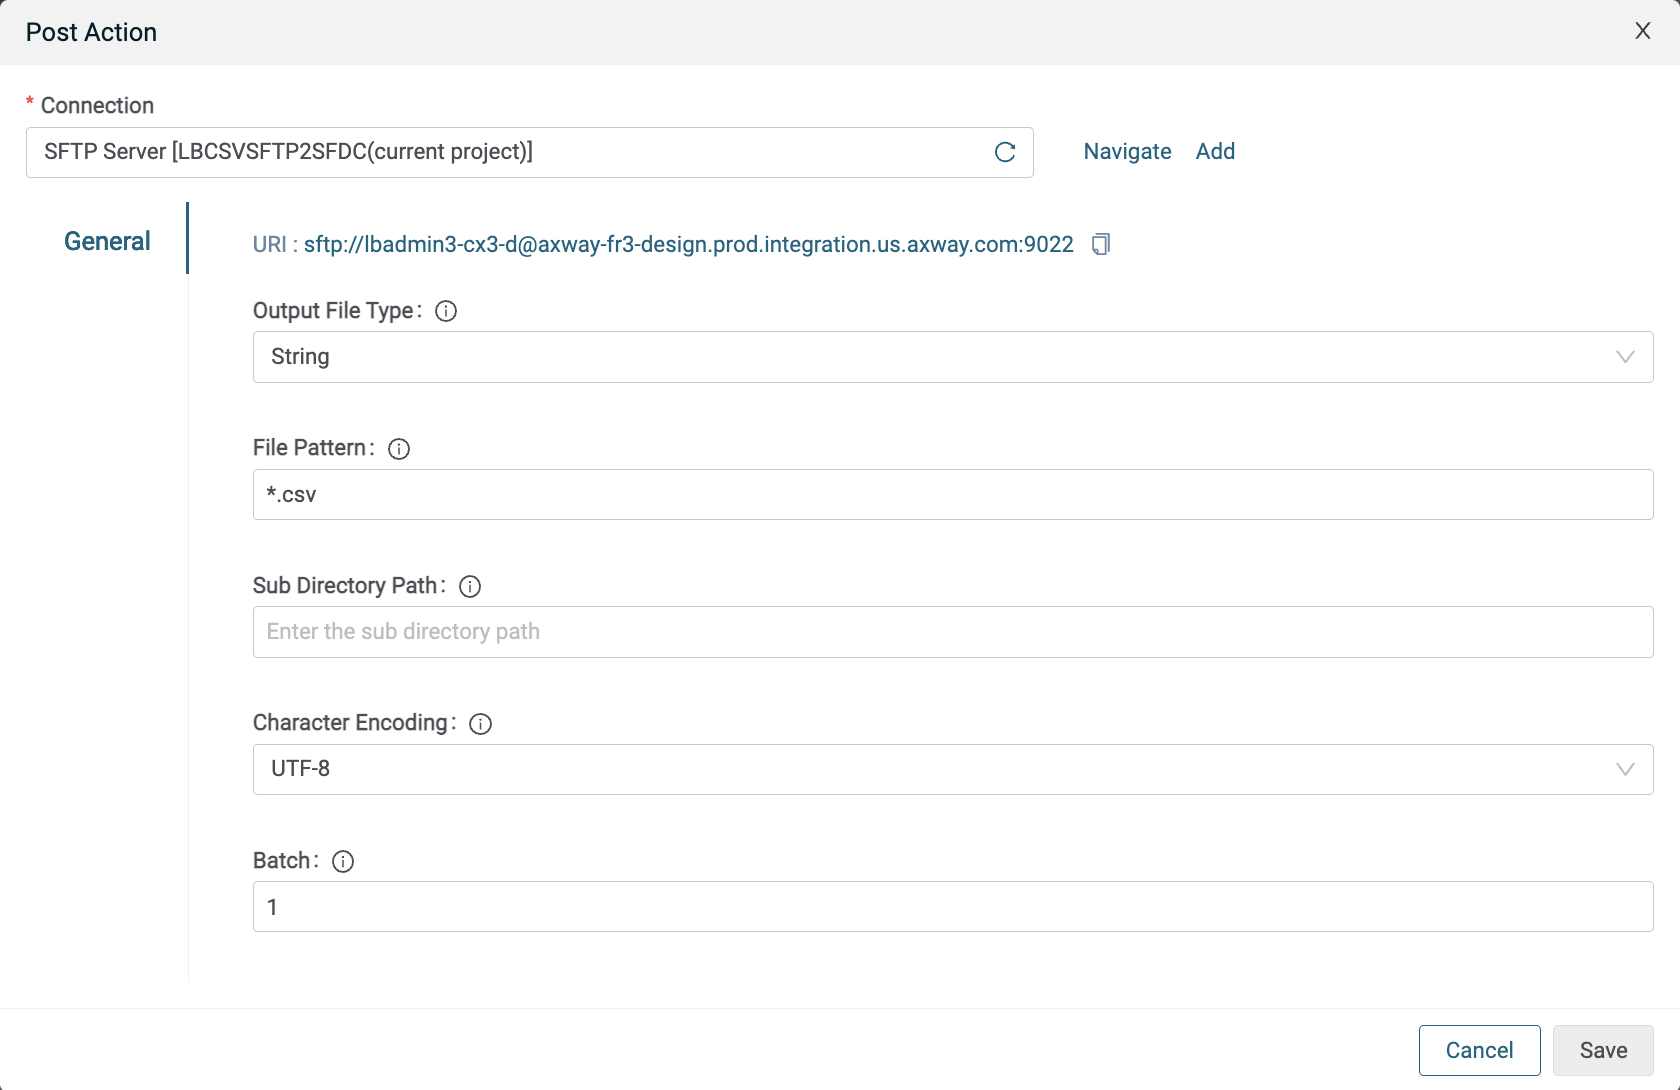 Post Action
* Connection
SFTP Server [LBCSVSFTP2SFDC(current project)]
Navigate Add
General
URI : sftp://lbadmin3-cx3-d@axway-fr3-design.prod.integration.us.axway.com:9022
Output File Type:
String
File Pattern:
*.csv
Sub Directory Path:
Enter the sub directory path
Character Encoding:
UTF-8
Batch:
1
Cancel Save